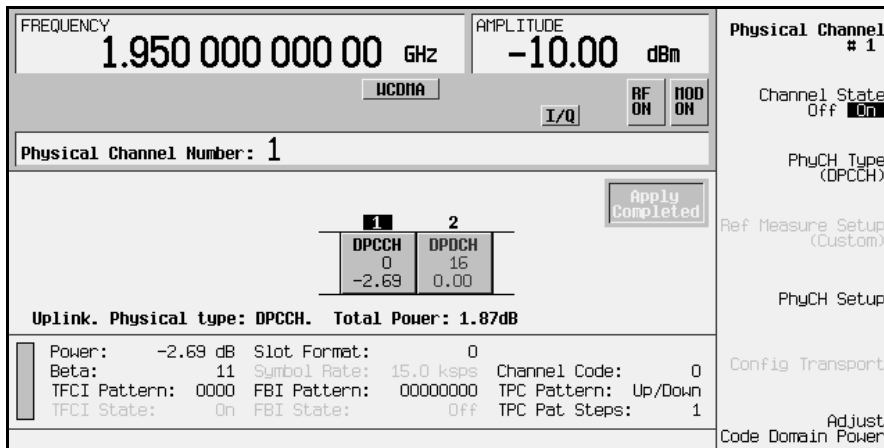 FREQUENCY
1.950 000 000 00 GHz
AMPLITUDE
-10.00 dBm
WCDMA
I/Q
RF ON
MOD ON
Physical Channel Number: 1
Apply Completed
1 2
DPCCH DPDCH
0 16
-2.69 0.00
Uplink. Physical type: DPCCH. Total Power: 1.87dB
Power: -2.69 dB Slot Format: 0
Beta: 11 Symbol Rate: 15.0 ksps Channel Code: 0
TFCI Pattern: 0000 FBI Pattern: 00000000 TPC Pattern: Up/Down
TFCI State: On FBI State: Off TPC Pat Steps: 1
Physical Channel
# 1
Channel State
Off On
PhyCH Type
(DPCCH)
Ref Measure Setup
(Custom)
PhyCH Setup
Config Transport
Adjust
Code Domain Power